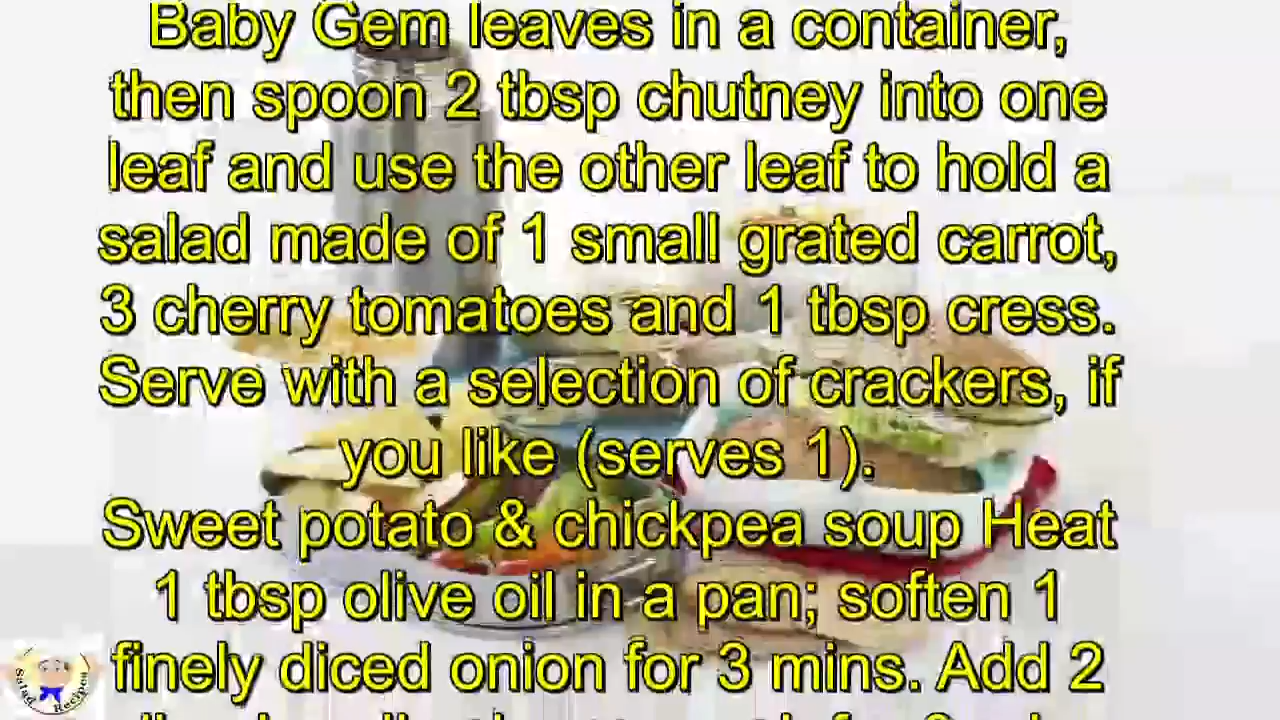 Baby Gem leaves in a container,
then spoon 2 tbsp chutney into one
leaf and use the other leaf to hold a
salad made of 1 small grated carrot,
3 cherry tomatoes and 1 tbsp cress.
Serve with a selection of crackers, if
you like (serves 1).
Sweet potato & chickpea soup Heat
1 tbsp olive oil in a pan; soften 1
finely diced onion for 3 mins. Add 2
Salad Recipes